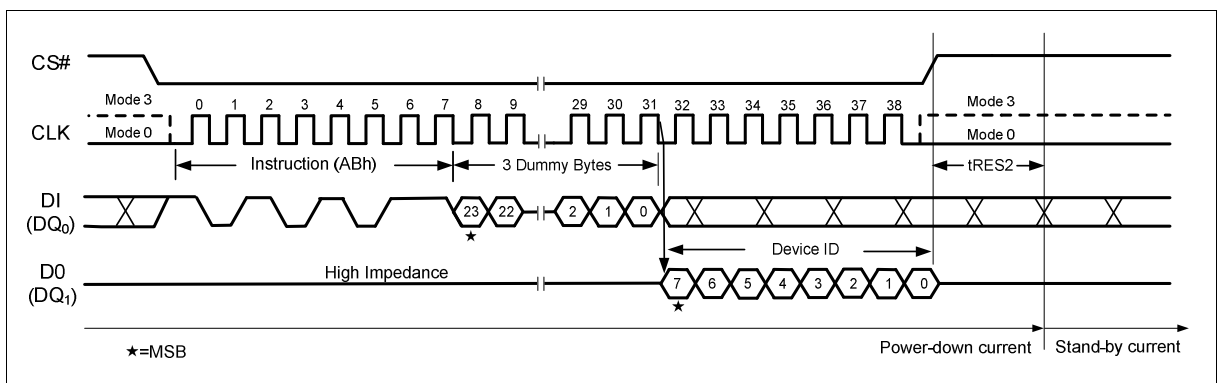 CS#
Mode 3
0 1 2 3 4 5 6 7 8 9 29 30 31 32 33 34 35 36 37 38
Mode 3
CLK
Mode 0
Mode 0
Instruction (ABh)
3 Dummy Bytes
tRES2
DI
(DQ0)
23 22 2 1 0
★
Device ID
D0
(DQ1)
High Impedance
7 6 5 4 3 2 1 0
★
★=MSB
Power-down current
Stand-by current